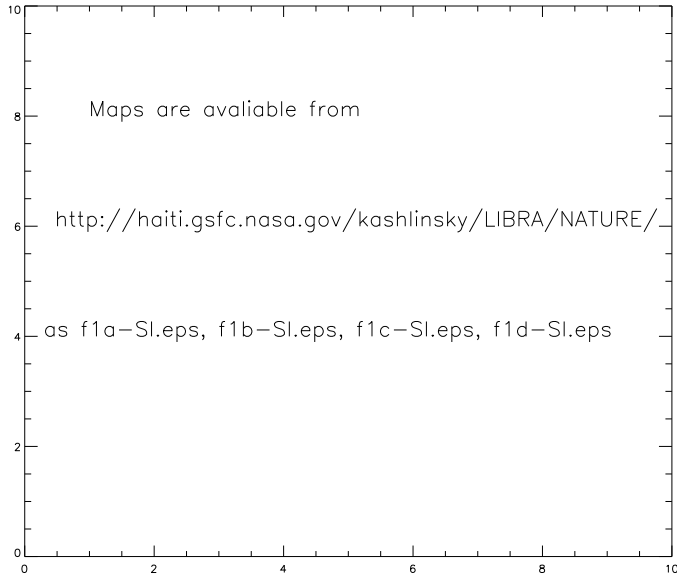 10
8
Maps are avaliable from
6
http://haiti.gsfc.nasa.gov/kashlinsky/LIBRA/NATURE/
4
as f1a-SI.eps, f1b-SI.eps, f1c-SI.eps, f1d-SI.eps
2
0
0 2 4 6 8 10